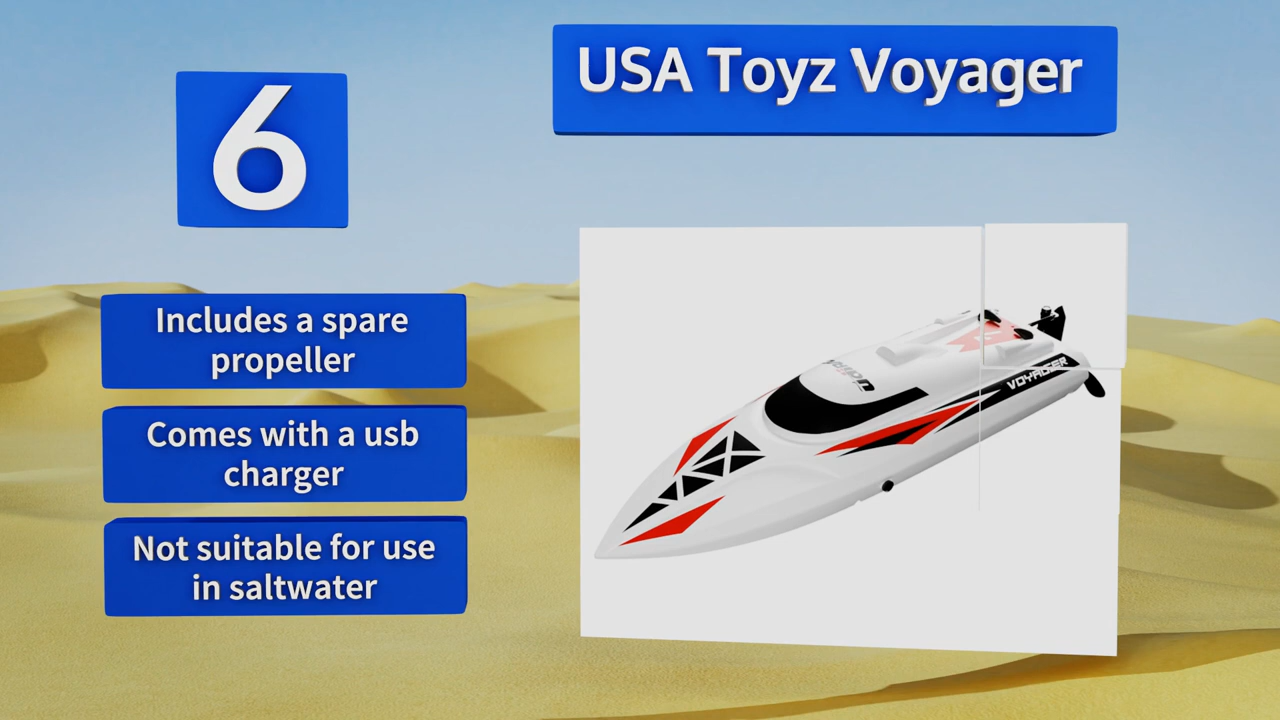 6
USA Toyz Voyager
Includes a spare
propeller
Comes with a usb
charger
Not suitable for use
in saltwater
VOYAGER